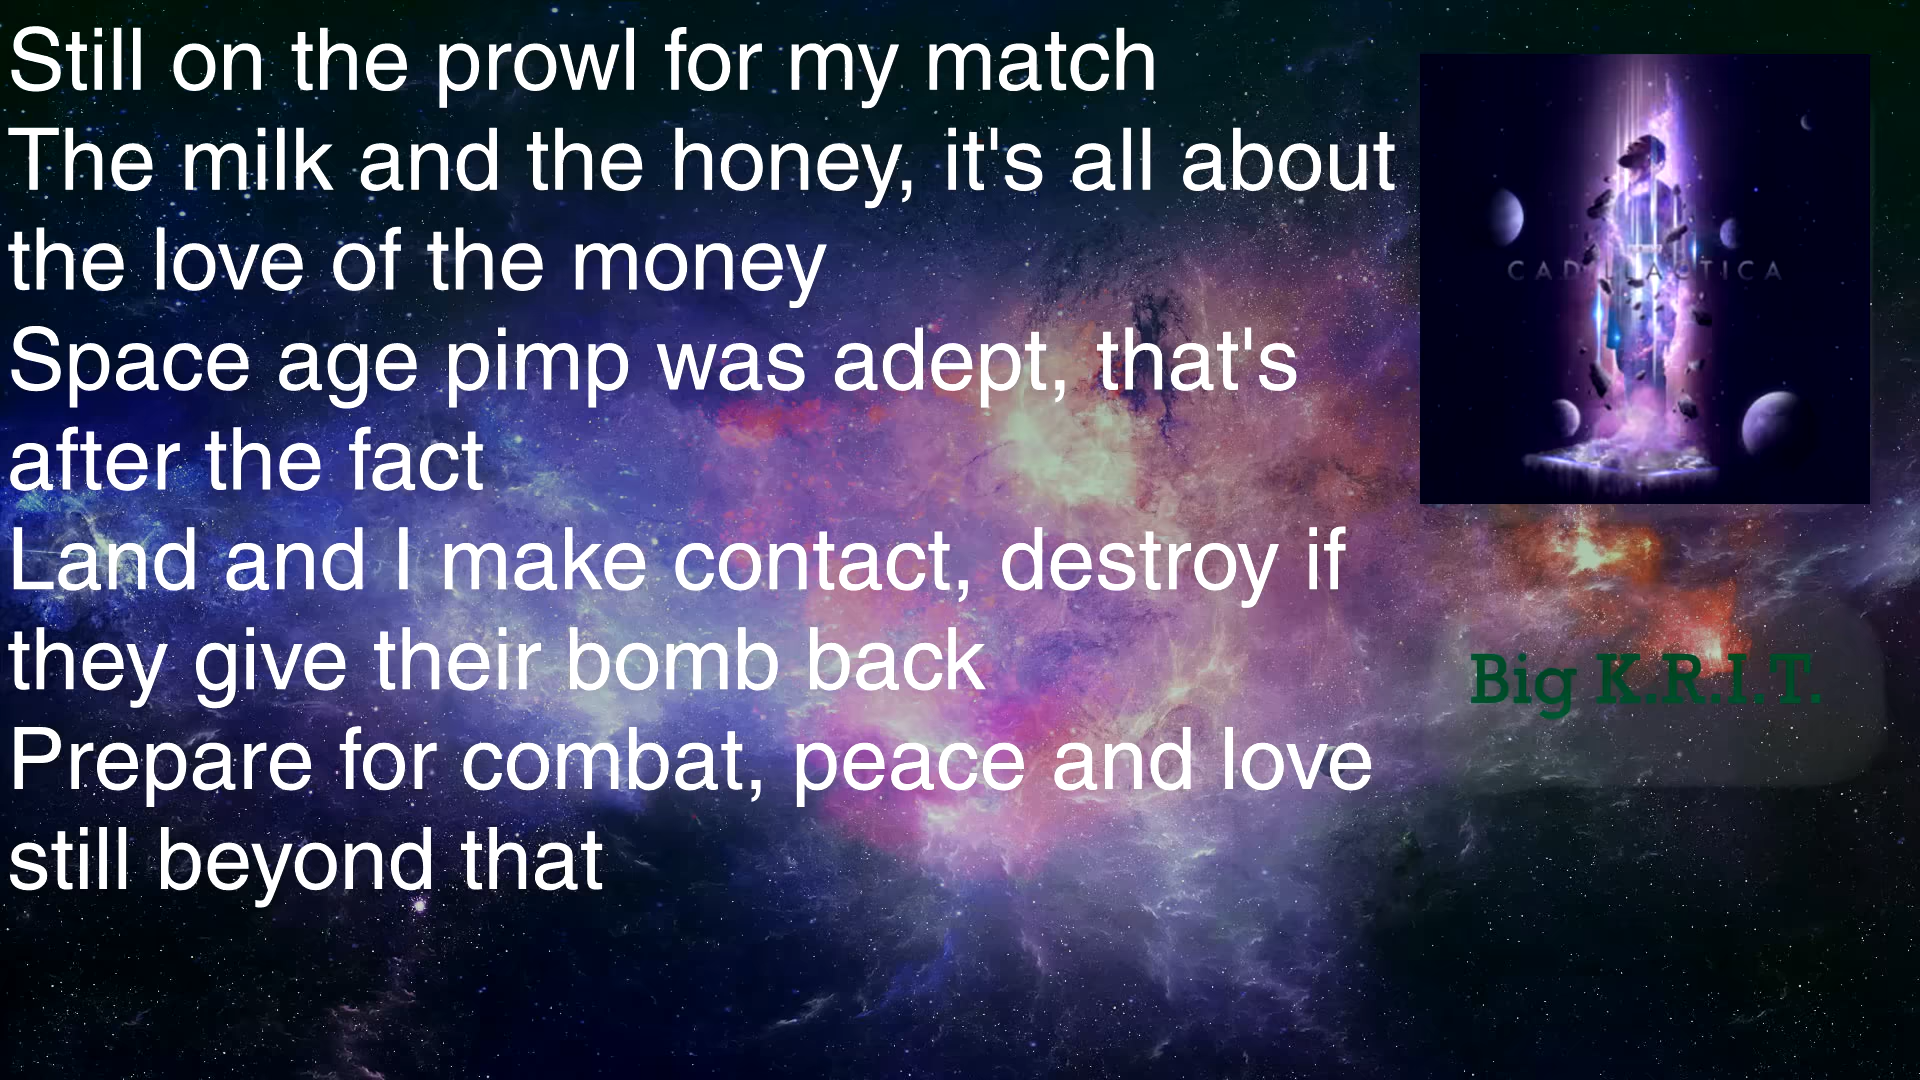 Still on the prowl for my match
The milk and the honey, it's all about
the love of the money
Space age pimp was adept, that's
after the fact
Land and I make contact, destroy if
they give their bomb back
Prepare for combat, peace and love
still beyond that
CADILLACTICA
Big K.R.I.T.